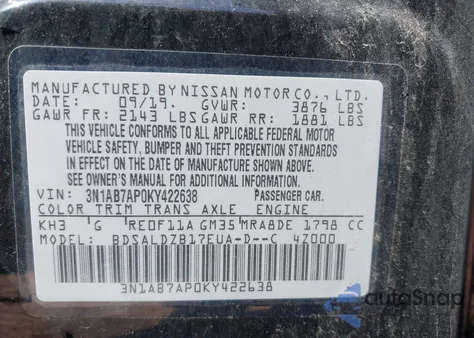 MANUFACTURED BY NISSAN MOTOR CO., LTD.
DATE: 09/19. GVWR: 3876 LBS
GAWR FR: 2143 LBS GAWR RR: 1881 LBS
THIS VEHICLE CONFORMS TO ALL APPLICABLE FEDERAL MOTOR
VEHICLE SAFETY, BUMPER AND THEFT PREVENTION STANDARDS
IN EFFECT ON THE DATE OF MANUFACTURE SHOWN ABOVE.
SEE OWNER'S MANUAL FOR ADDITIONAL INFORMATION.
VIN: 3N1AB7AP0KY422638 PASSENGER CAR.
COLOR TRIM TRANS AXLE ENGINE
KH3 G RE0F11A GM35 MRA8DE 1798 CC
MODEL: BDSALDZB17EUA-D--C 4Z000
3N1AB7AP0KY422638
autoSnap